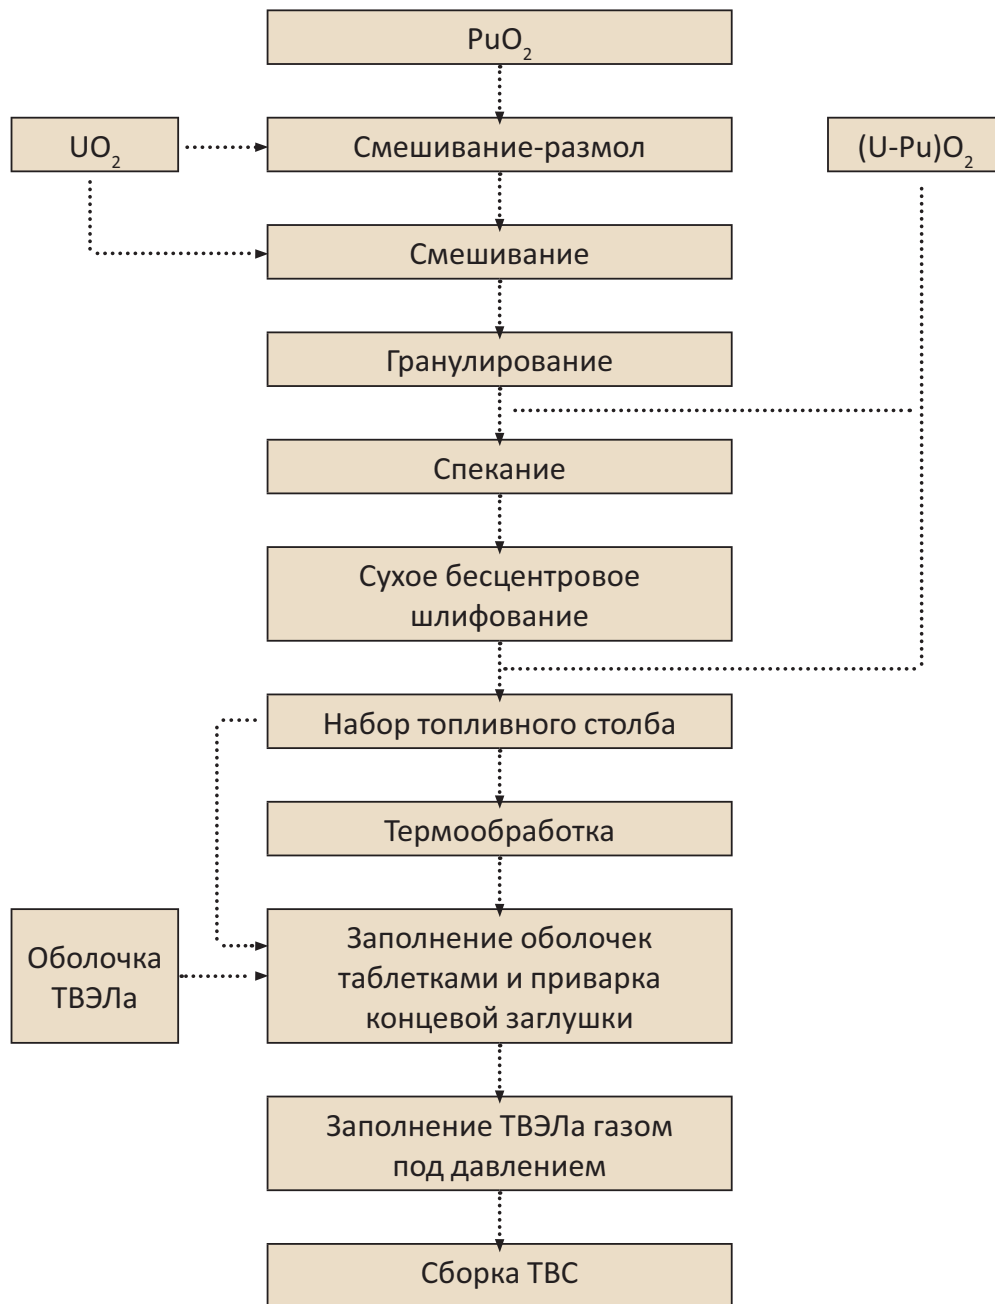 PuO₂
UO₂
Смешивание-размол
(U-Pu)O₂
Смешивание
Гранулирование
Спекание
Сухое бесцентровое
шлифование
Набор топливного столба
Термообработка
Оболочка
ТВЭЛа
Заполнение оболочек
таблетками и приварка
концевой заглушки
Заполнение ТВЭЛа газом
под давлением
Сборка ТВС